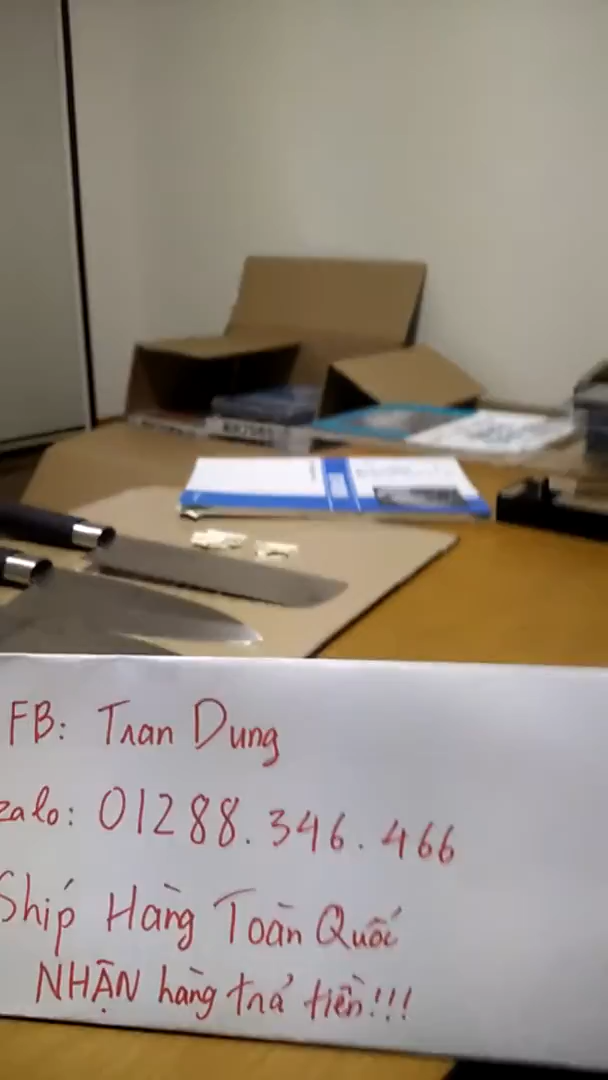 FB: Tran Dung
zalo: 01288.346.466
Ship Hàng Toàn Quốc
NHẬN hàng trả tiền!!!